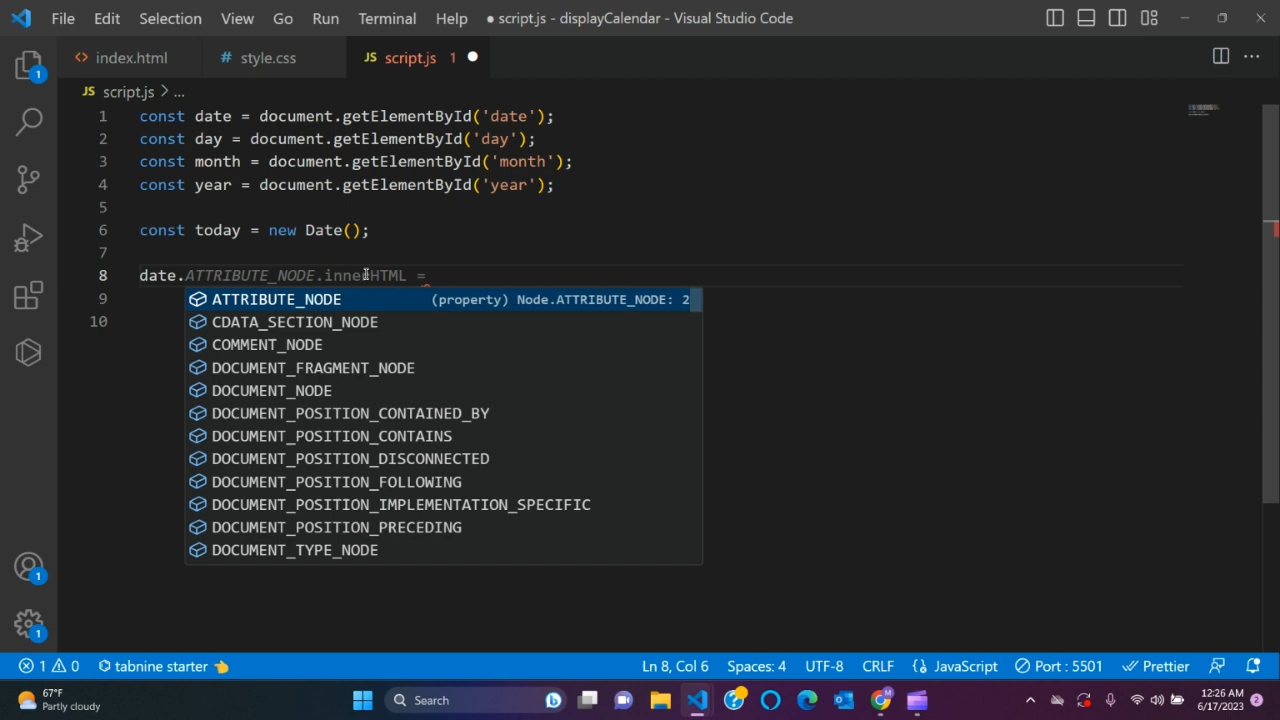 File Edit Selection View Go Run Terminal Help ● script.js - displayCalendar - Visual Studio Code
<> index.html # style.css JS script.js 1 ●
JS script.js > ...
1 const date = document.getElementById('date');
2 const day = document.getElementById('day');
3 const month = document.getElementById('month');
4 const year = document.getElementById('year');
5
6 const today = new Date();
7
8 date.ATTRIBUTE_NODE.innerHTML =
9 ATTRIBUTE_NODE (property) Node.ATTRIBUTE_NODE: 2
10 CDATA_SECTION_NODE
COMMENT_NODE
DOCUMENT_FRAGMENT_NODE
DOCUMENT_NODE
DOCUMENT_POSITION_CONTAINED_BY
DOCUMENT_POSITION_CONTAINS
DOCUMENT_POSITION_DISCONNECTED
DOCUMENT_POSITION_FOLLOWING
DOCUMENT_POSITION_IMPLEMENTATION_SPECIFIC
DOCUMENT_POSITION_PRECEDING
DOCUMENT_TYPE_NODE
1
1
1
1 0 tabnine starter Ln 8, Col 6 Spaces: 4 UTF-8 CRLF {} JavaScript Port : 5501 Prettier
67°F
Partly cloudy
Search
M
12:26 AM
6/17/2023
2